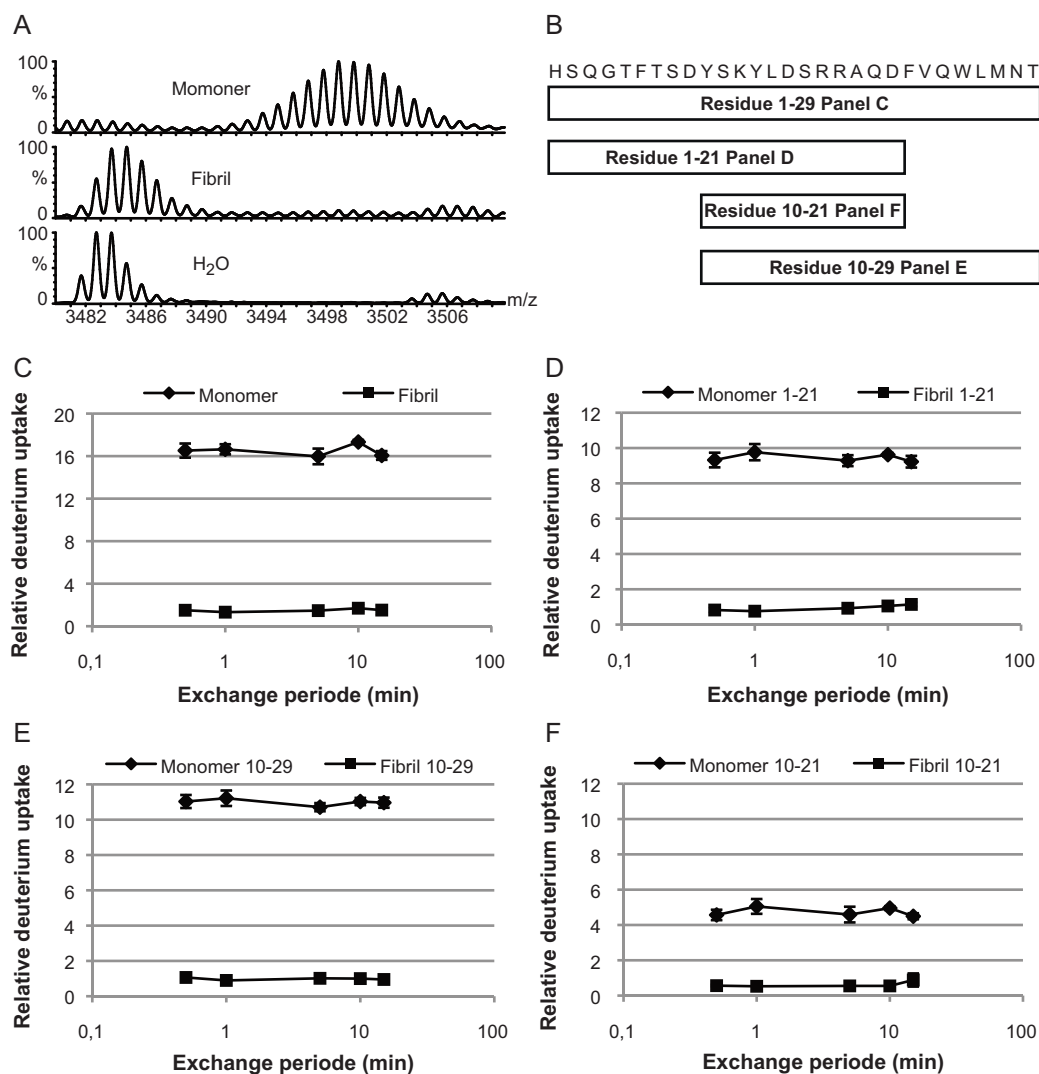 A
100
%
0
Momoner
100
%
0
Fibril
100
%
0
H2O
m/z
3482 3486 3490 3494 3498 3502 3506
B
H S Q G T F T S D Y S K Y L D S R R A Q D F V Q W L M N T
Residue 1-29 Panel C
Residue 1-21 Panel D
Residue 10-21 Panel F
Residue 10-29 Panel E
C
Monomer Fibril
Relative deuterium uptake
20
16
12
8
4
0
0,1 1 10 100
Exchange periode (min)
D
Monomer 1-21 Fibril 1-21
Relative deuterium uptake
12
10
8
6
4
2
0
0,1 1 10 100
Exchange periode (min)
E
Monomer 10-29 Fibril 10-29
Relative deuterium uptake
12
10
8
6
4
2
0
0,1 1 10 100
Exchange periode (min)
F
Monomer 10-21 Fibril 10-21
Relative deuterium uptake
12
10
8
6
4
2
0
0,1 1 10 100
Exchange periode (min)